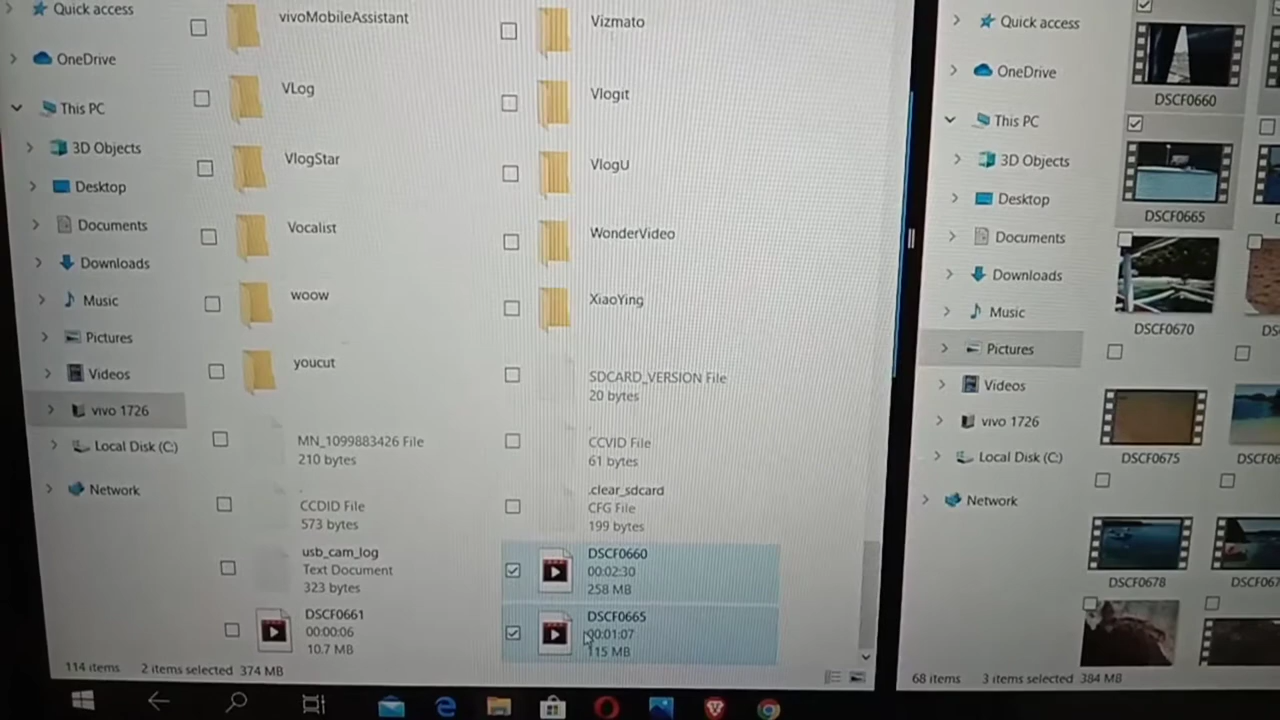 Quick access
OneDrive
This PC
3D Objects
Desktop
Documents
Downloads
Music
Pictures
Videos
vivo 1726
Local Disk (C:)
Network
vivoMobileAssistant
Vizmato
VLog
Vlogit
VlogStar
VlogU
Vocalist
WonderVideo
woow
XiaoYing
youcut
SDCARD_VERSION File
20 bytes
MN_1099883426 File
210 bytes
CCVID File
61 bytes
CCDID File
573 bytes
.clear_sdcard
CFG File
199 bytes
usb_cam_log
Text Document
323 bytes
DSCF0660
00:02:30
258 MB
DSCF0661
00:00:06
10.7 MB
DSCF0665
00:01:07
115 MB
114 items 2 items selected 374 MB
Quick access
OneDrive
This PC
3D Objects
Desktop
Documents
Downloads
Music
Pictures
Videos
vivo 1726
Local Disk (C:)
Network
DSCF0660
DSCF0665
DSCF0670
DSCF0675
DSCF0678
68 items 3 items selected 384 MB